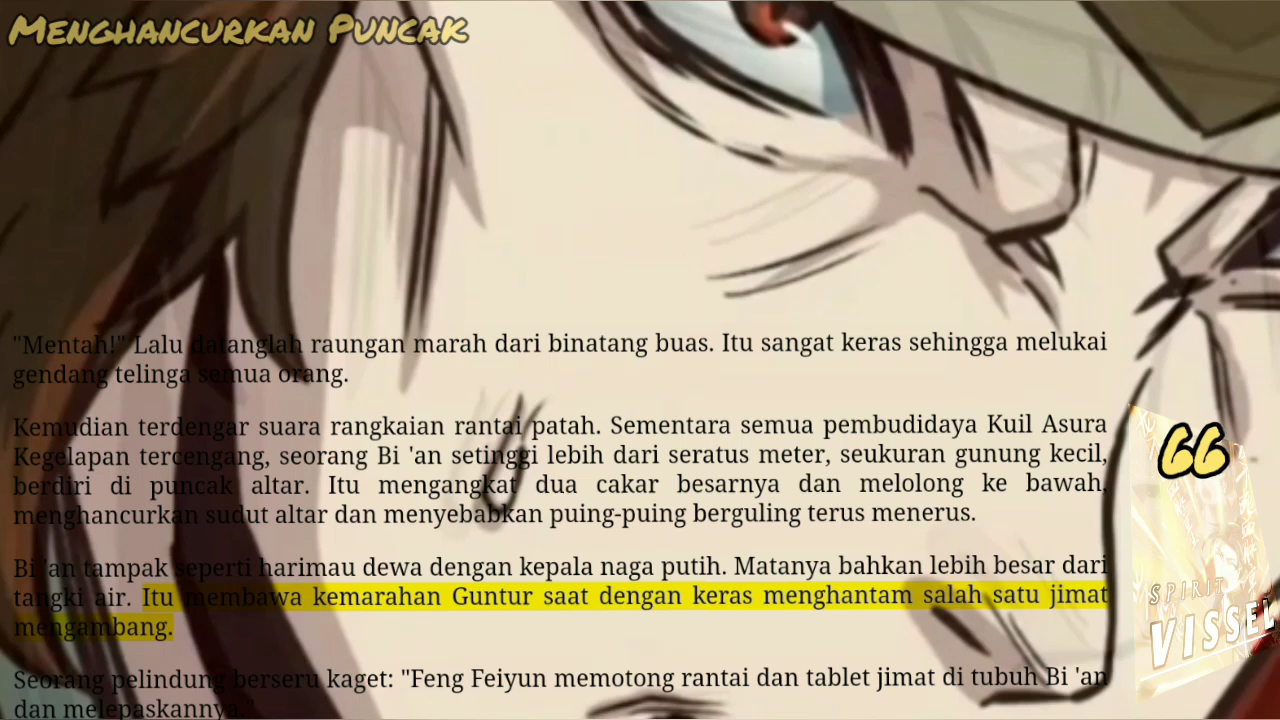 Menghancurkan Puncak
"Mentah!" Lalu datanglah raungan marah dari binatang buas. Itu sangat keras sehingga melukai
gendang telinga semua orang.
Kemudian terdengar suara rangkaian rantai patah. Sementara semua pembudidaya Kuil Asura
Kegelapan tercengang, seorang Bi 'an setinggi lebih dari seratus meter, seukuran gunung kecil,
berdiri di puncak altar. Itu mengangkat dua cakar besarnya dan melolong ke bawah,
menghancurkan sudut altar dan menyebabkan puing-puing berguling terus menerus.
Bi 'an tampak seperti harimau dewa dengan kepala naga putih. Matanya bahkan lebih besar dari
tangki air. Itu membawa kemarahan Guntur saat dengan keras menghantam salah satu jimat
mengambang.
Seorang pelindung berseru kaget: "Feng Feiyun memotong rantai dan tablet jimat di tubuh Bi 'an
dan melepaskannya."
66
SPIRIT
VISSEL